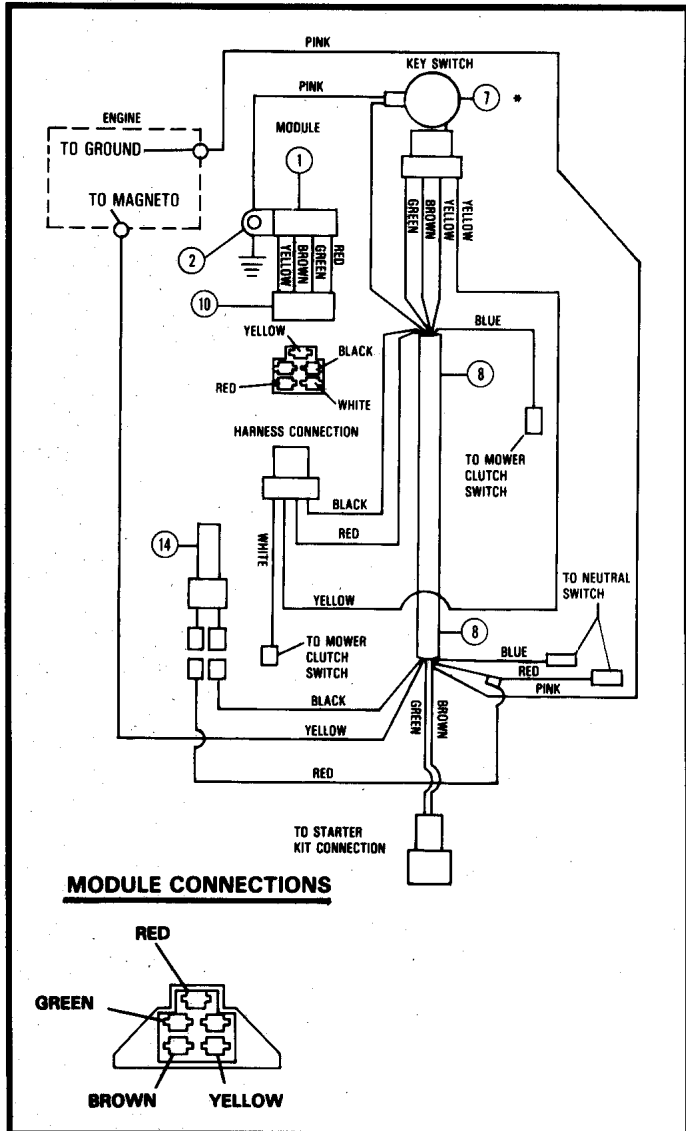 PINK
KEY SWITCH
PINK
7 *
ENGINE
MODULE
TO GROUND
1
TO MAGNETO
GREEN
BROWN
YELLOW
YELLOW
2
YELLOW
BROWN
GREEN
RED
10
BLUE
YELLOW
BLACK
8
RED
WHITE
HARNESS CONNECTION
TO MOWER
CLUTCH
SWITCH
BLACK
14
WHITE
RED
TO NEUTRAL
SWITCH
YELLOW
8
TO MOWER
CLUTCH
SWITCH
BLUE
RED
PINK
BLACK
GREEN
BROWN
YELLOW
RED
TO STARTER
KIT CONNECTION
MODULE CONNECTIONS
RED
GREEN
BROWN
YELLOW